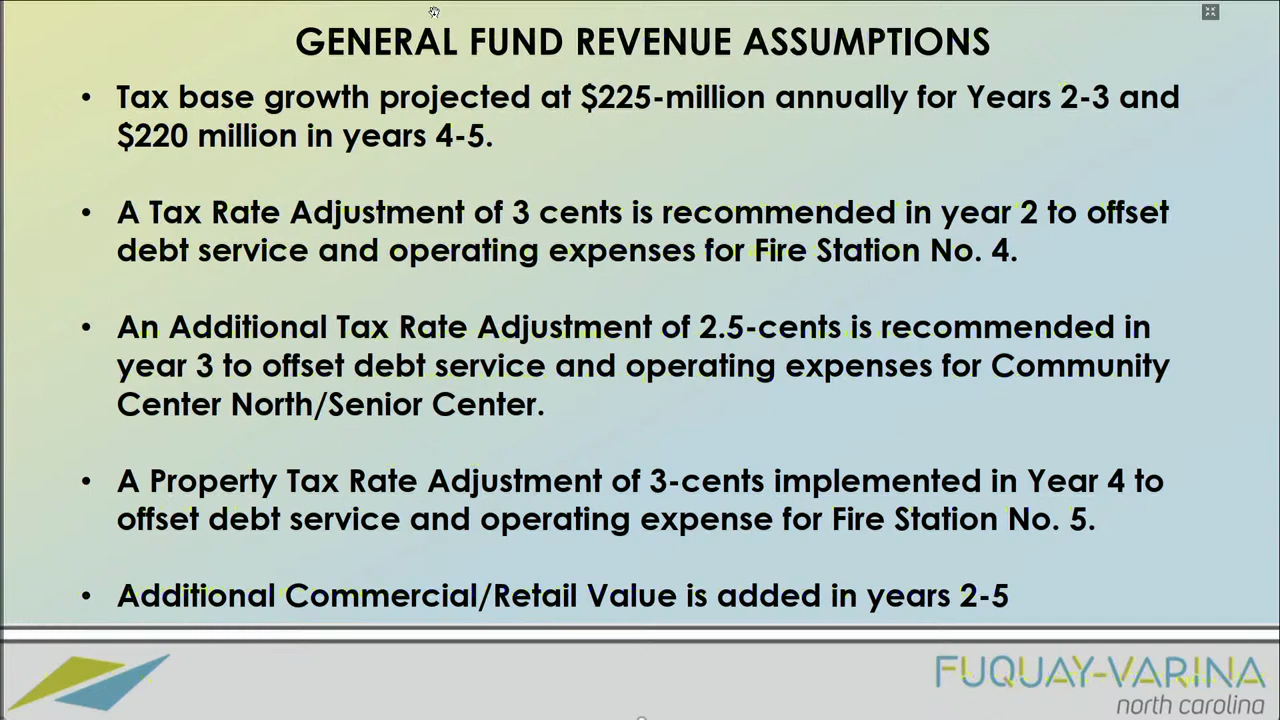 GENERAL FUND REVENUE ASSUMPTIONS
• Tax base growth projected at $225-million annually for Years 2-3 and
$220 million in years 4-5.
• A Tax Rate Adjustment of 3 cents is recommended in year 2 to offset
debt service and operating expenses for Fire Station No. 4.
• An Additional Tax Rate Adjustment of 2.5-cents is recommended in
year 3 to offset debt service and operating expenses for Community
Center North/Senior Center.
• A Property Tax Rate Adjustment of 3-cents implemented in Year 4 to
offset debt service and operating expense for Fire Station No. 5.
• Additional Commercial/Retail Value is added in years 2-5
FUQUAY-VARINA
north carolina